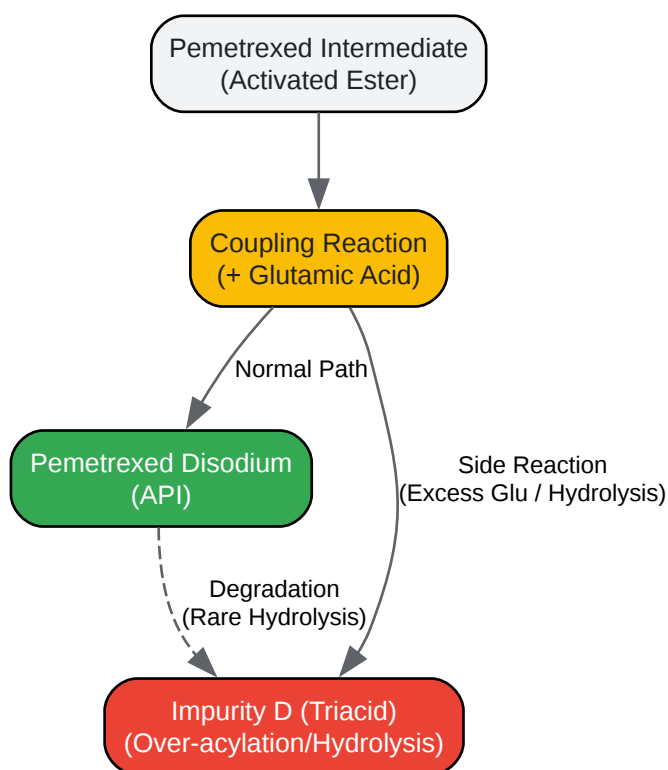 Pemetrexed Intermediate
(Activated Ester)
Coupling Reaction
(+ Glutamic Acid)
Normal Path
Pemetrexed Disodium
(API)
Side Reaction
(Excess Glu / Hydrolysis)
Degradation
(Rare Hydrolysis)
Impurity D (Triacid)
(Over-acylation/Hydrolysis)